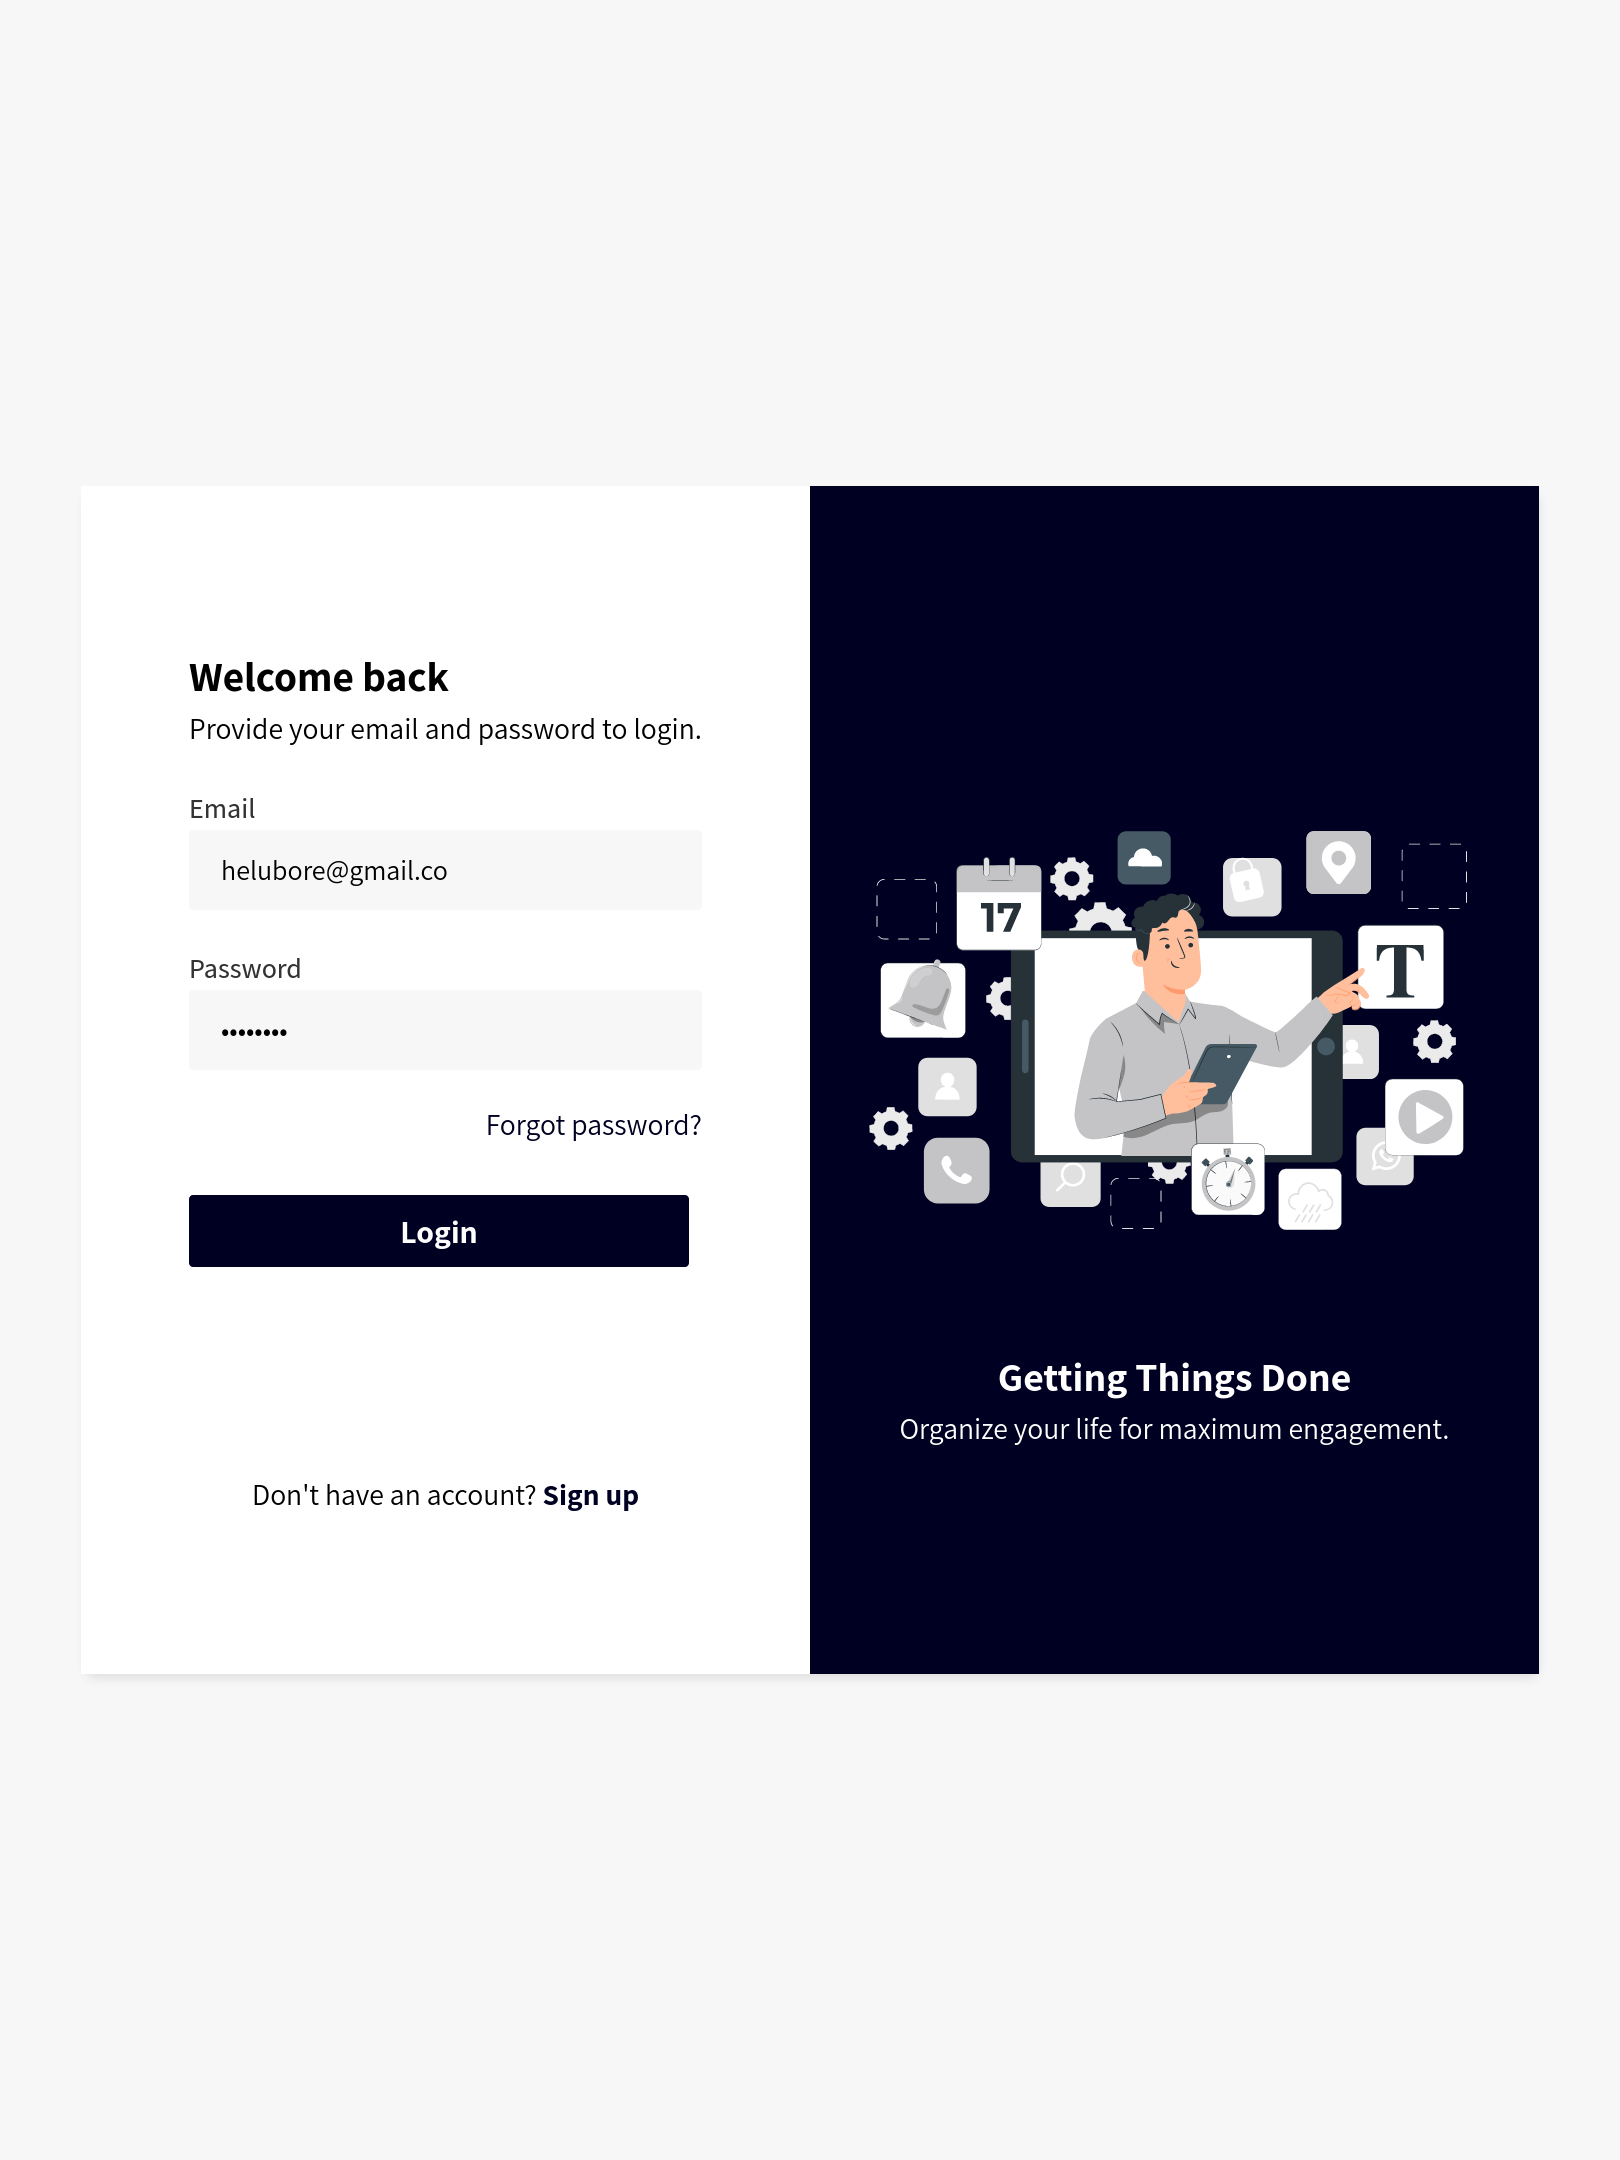 Welcome back
Provide your email and password to login.
Email
helubore@gmail.co
Password
••••••••
Forgot password?
Login
Don't have an account? Sign up
17
T
Getting Things Done
Organize your life for maximum engagement.